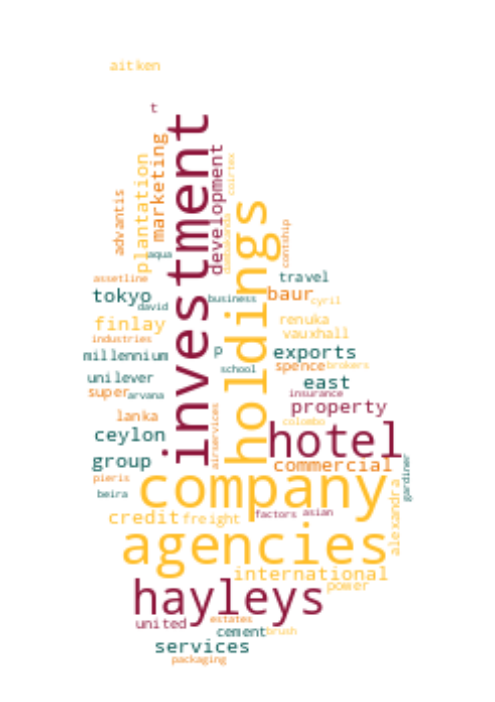 aitken
t
investment
marketing
plantation
development
coirtex
advantis
holdings
dambakanda
contship
aqua
assetline
travel
tokyo
baur
business
cyril
david
finlay
renuka
vauxhall
industries
millennium
p
exports
school
spence
brokers
unilever
east
super
arvana
insurance
property
lanka
airservices
colombo
ceylon
hotel
group
commercial
gardiner
pieris
company
beira
alexandra
credit
freight
factors
asian
agencies
international
power
hayleys
united
estates
cement
brush
services
packaging